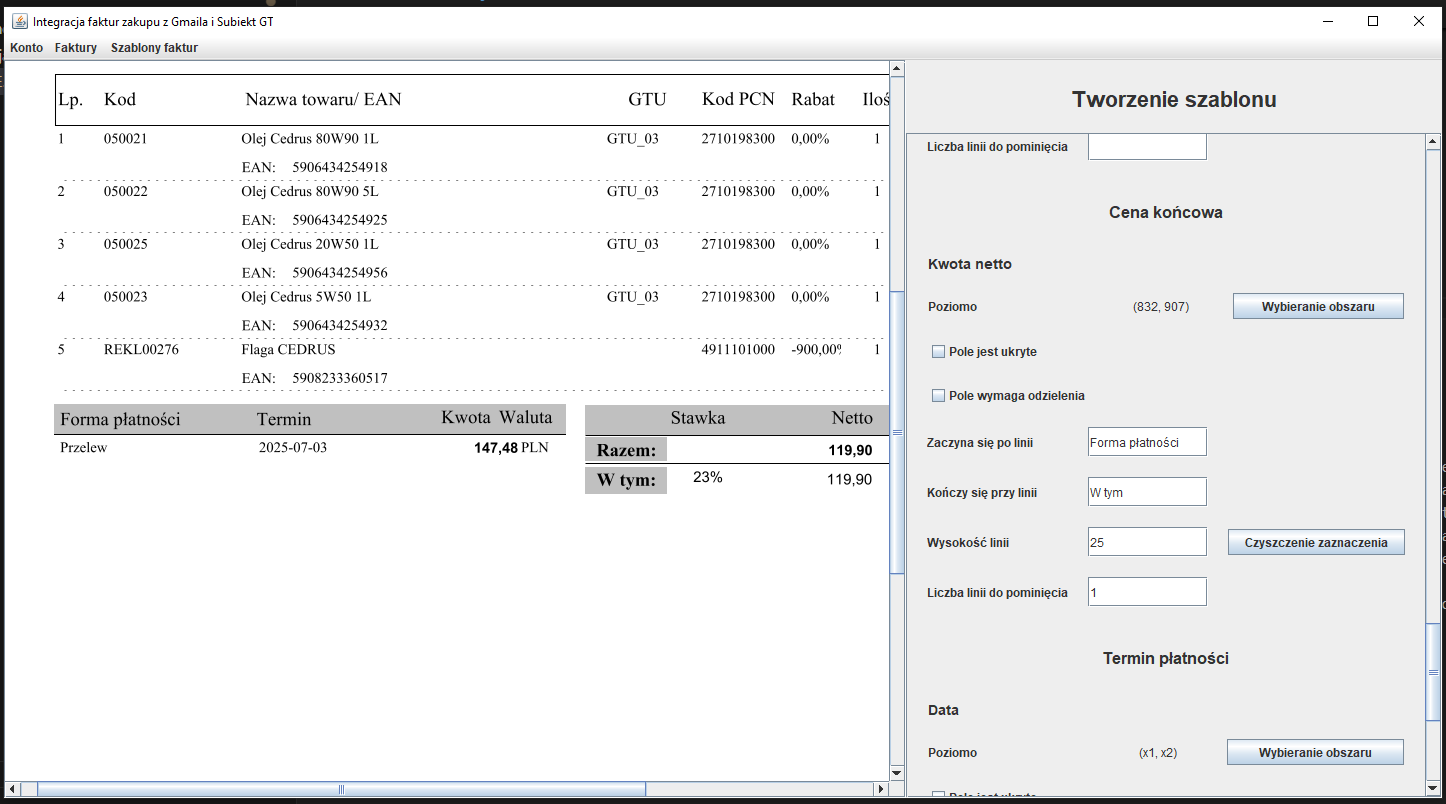 Integracja faktur zakupu z Gmaila i Subiekt GT
Konto Faktury Szablony faktur
Lp. Kod Nazwa towaru/ EAN GTU Kod PCN Rabat Iloś
1 050021 Olej Cedrus 80W90 1L GTU_03 2710198300 0,00% 1
EAN: 5906434254918
2 050022 Olej Cedrus 80W90 5L GTU_03 2710198300 0,00% 1
EAN: 5906434254925
3 050025 Olej Cedrus 20W50 1L GTU_03 2710198300 0,00% 1
EAN: 5906434254956
4 050023 Olej Cedrus 5W50 1L GTU_03 2710198300 0,00% 1
EAN: 5906434254932
5 REKL00276 Flaga CEDRUS 4911101000 -900,00% 1
EAN: 5908233360517
Forma płatności Termin Kwota Waluta
Przelew 2025-07-03 147,48 PLN
Stawka Netto
Razem: 119,90
W tym: 23% 119,90
Tworzenie szablonu
Liczba linii do pominięcia
Cena końcowa
Kwota netto
Poziomo (832, 907) Wybieranie obszaru
Pole jest ukryte
Pole wymaga odzielenia
Zaczyna się po linii Forma płatności
Kończy się przy linii W tym
Wysokość linii 25 Czyszczenie zaznaczenia
Liczba linii do pominięcia 1
Termin płatności
Data
Poziomo (x1, x2) Wybieranie obszaru
Pole jest ukryte